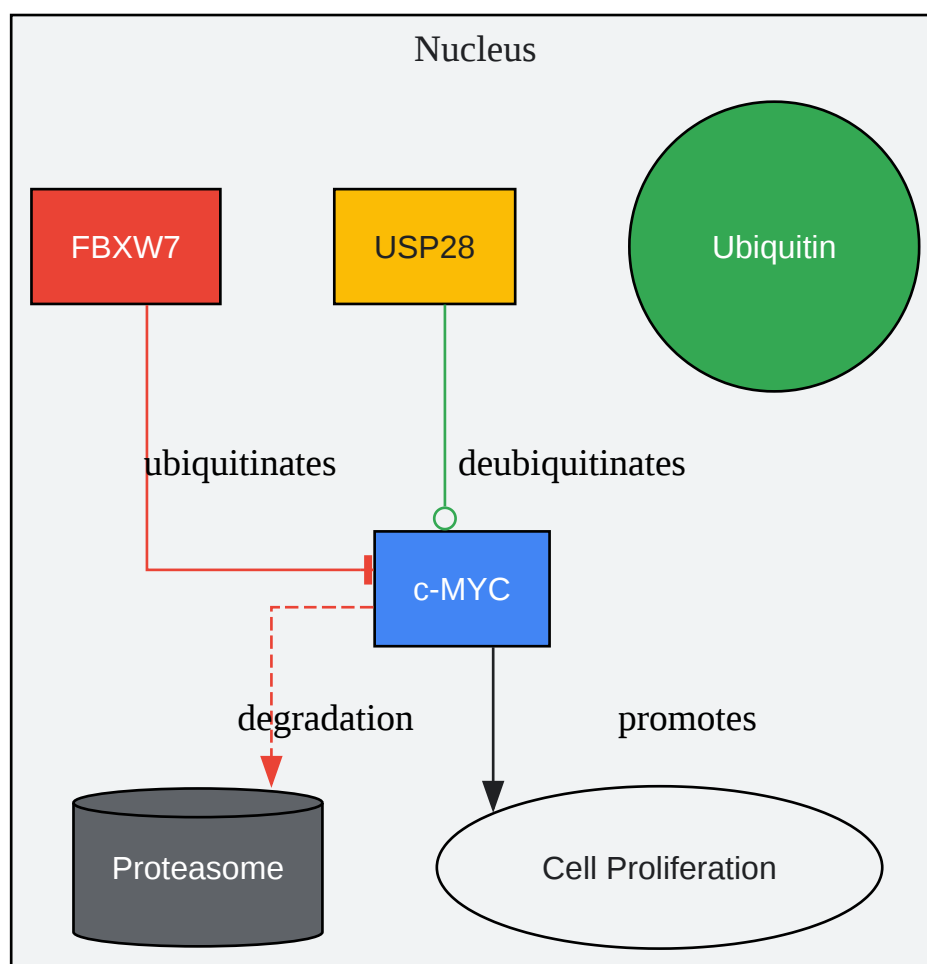 Nucleus
FBXW7
USP28
Ubiquitin
ubiquitinates
deubiquitinates
c-MYC
degradation
promotes
Proteasome
Cell Proliferation